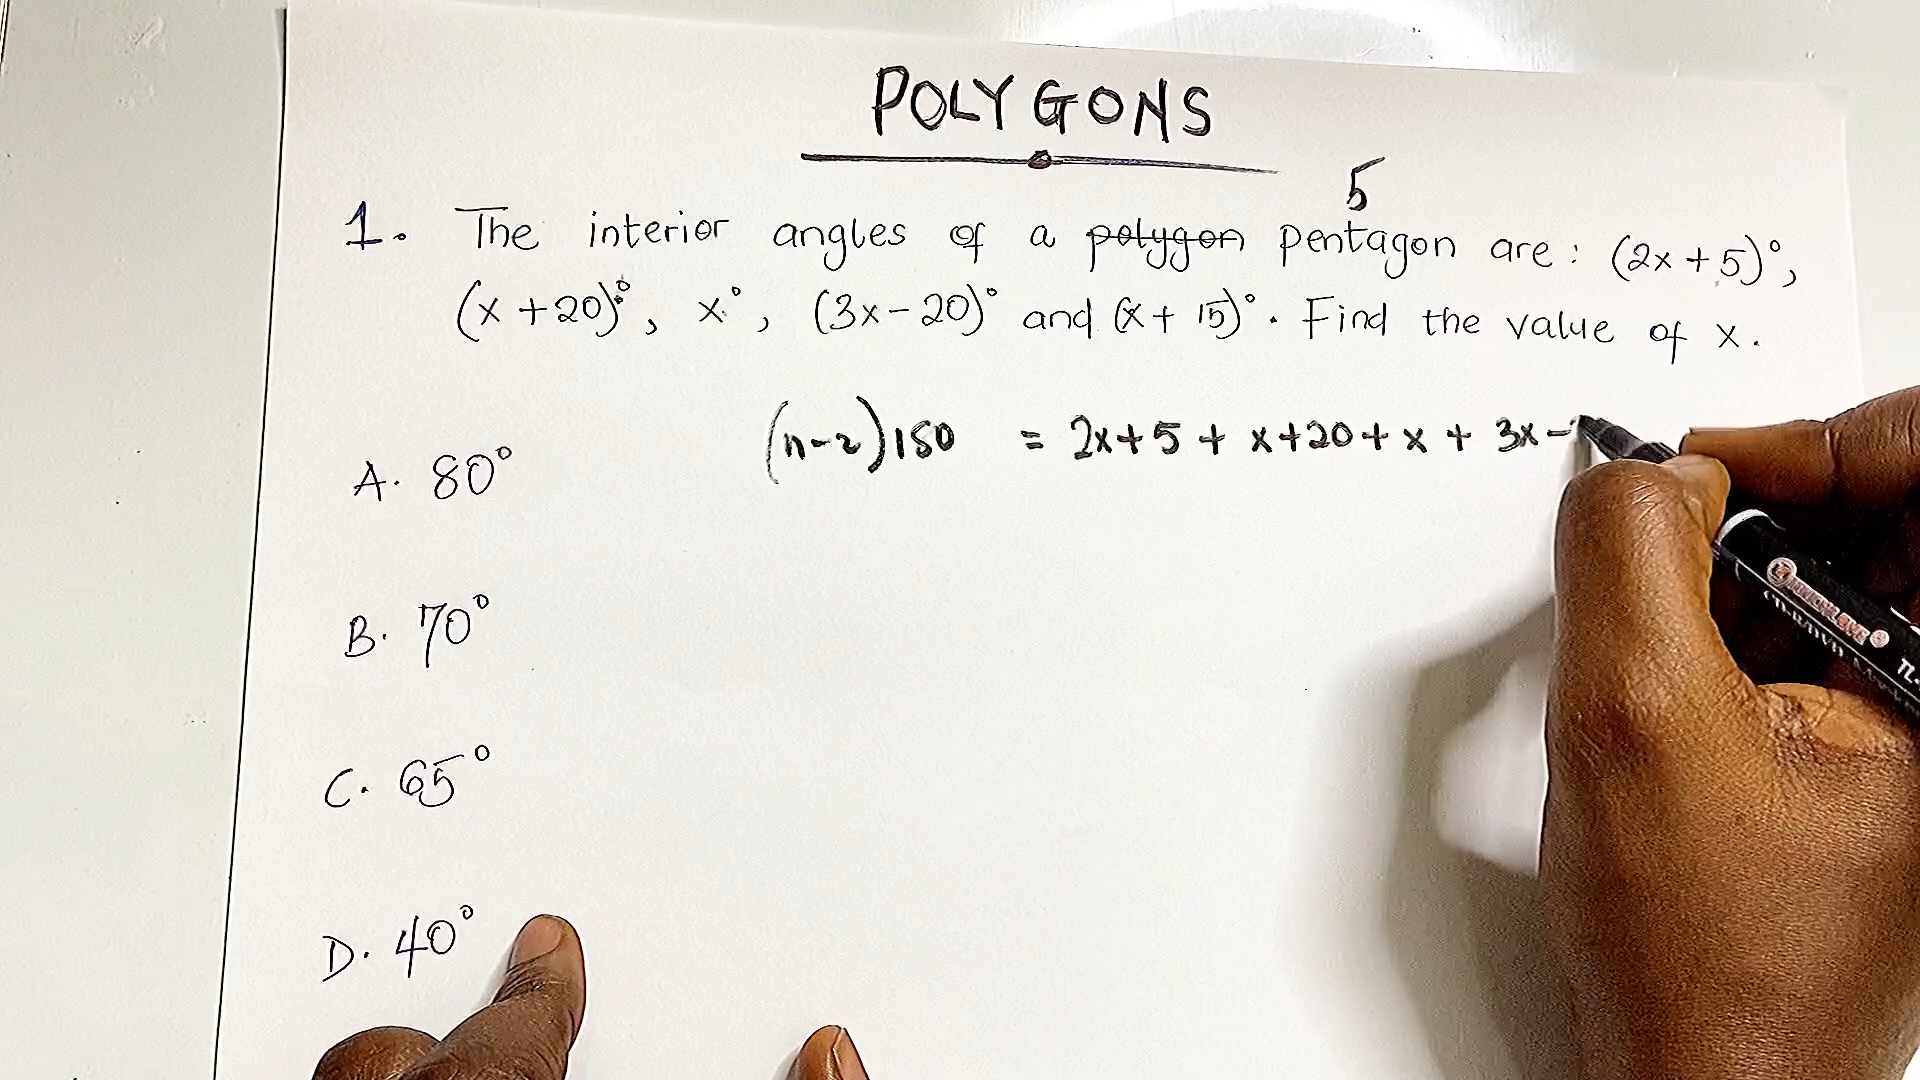 POLYGONS
5
1. The interior angles of a polygon pentagon are: (2x+5)°,
(x+20)°, x°, (3x-20)° and (x+15)°. Find the value of x.
(n-2)180 = 2x+5 + x+20+x + 3x-
A. 80°
B. 70°
C. 65°
D. 40°